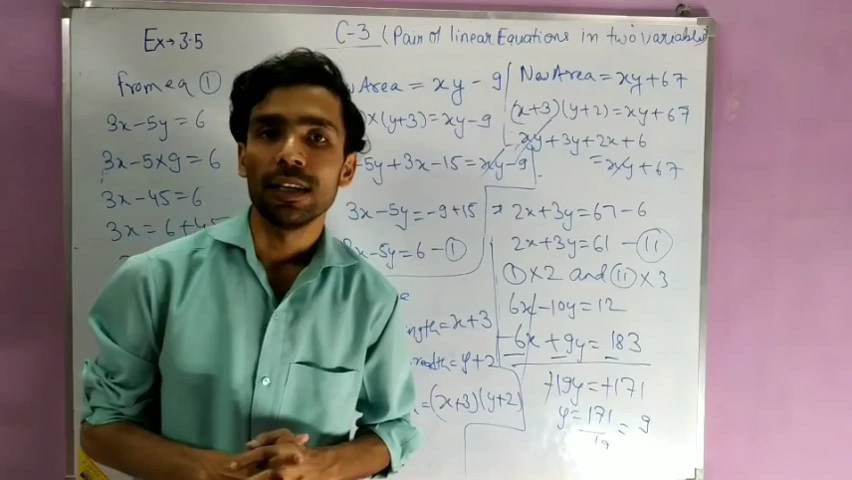 Ex→3.5
C-3 (Pair of linear Equations in two variables)
from eq ①
3x-5y=6
3x-5×9=6
3x-45=6
3x=6+45
Area = xy-9
×(y+3)=xy-9
-5y+3x-15=xy-9
3x-5y=-9+15
x-5y=6-①
=x+3
=y+2
=(x+3)(y+2)
New Area=xy+67
(x+3)(y+2)=xy+67
xy+3y+2x+6
=xy+67
2x+3y=67-6
2x+3y=61-⑪
①×2 and ⑪×3
6x-10y=12
-6x+9y=183
+19y=+171
y=171/19=9